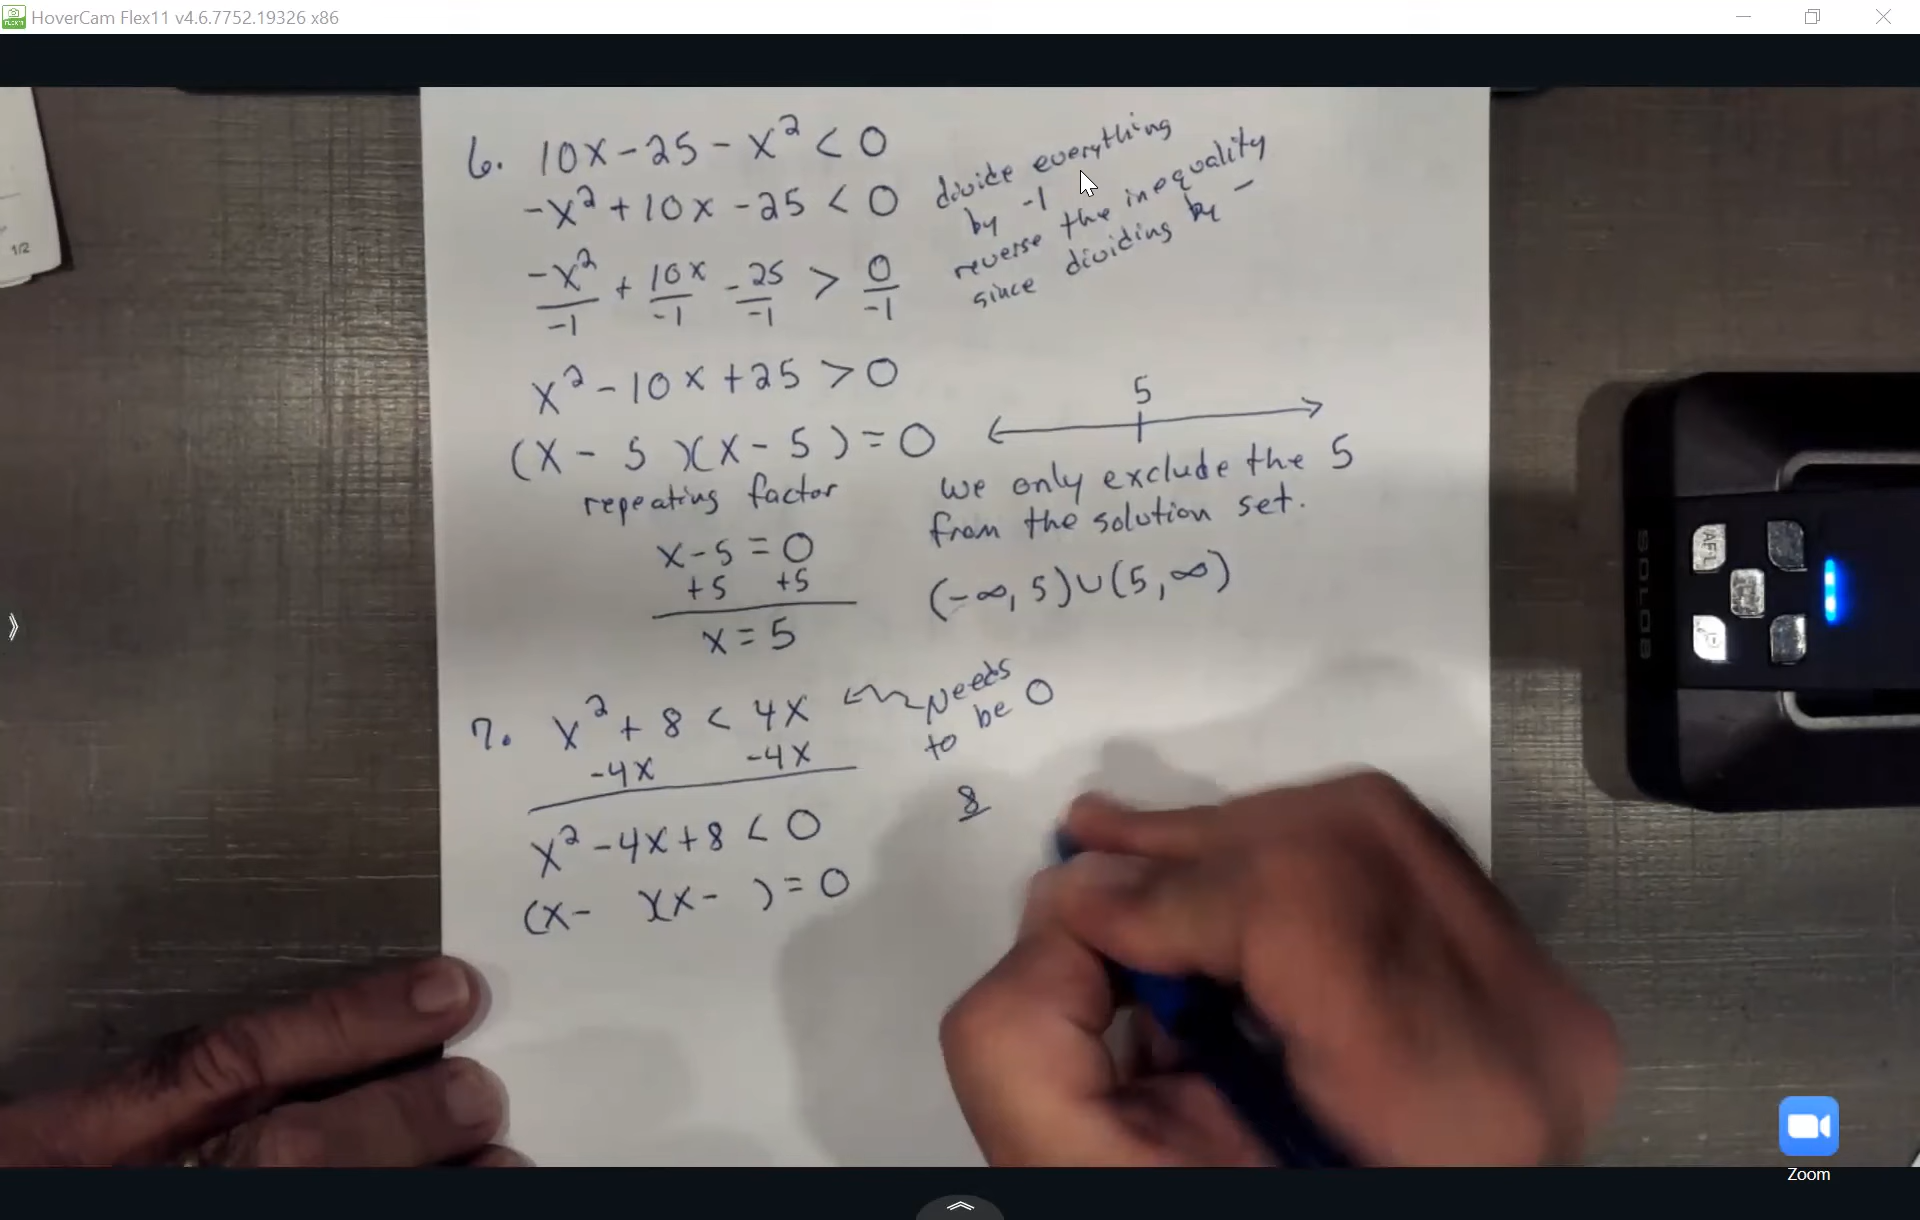 HoverCam Flex11 v4.6.7752.19326 x86
6. 10x - 25 - x² < 0
-x² + 10x - 25 < 0
divide everything
by -1
reverse the inequality
since dividing by -
-x²/-1 + 10x/-1 - 25/-1 > 0/-1
x² - 10x + 25 > 0
(x - 5)(x - 5) = 0
repeating factor
x - 5 = 0
+5 +5
x = 5
5
We only exclude the 5
from the solution set.
(-∞, 5)∪(5, ∞)
7. x² + 8 < 4x
Needs
to be 0
-4x -4x
x² - 4x + 8 < 0
(x - )(x - ) = 0
8
1/2
SOLO8
AF
Zoom